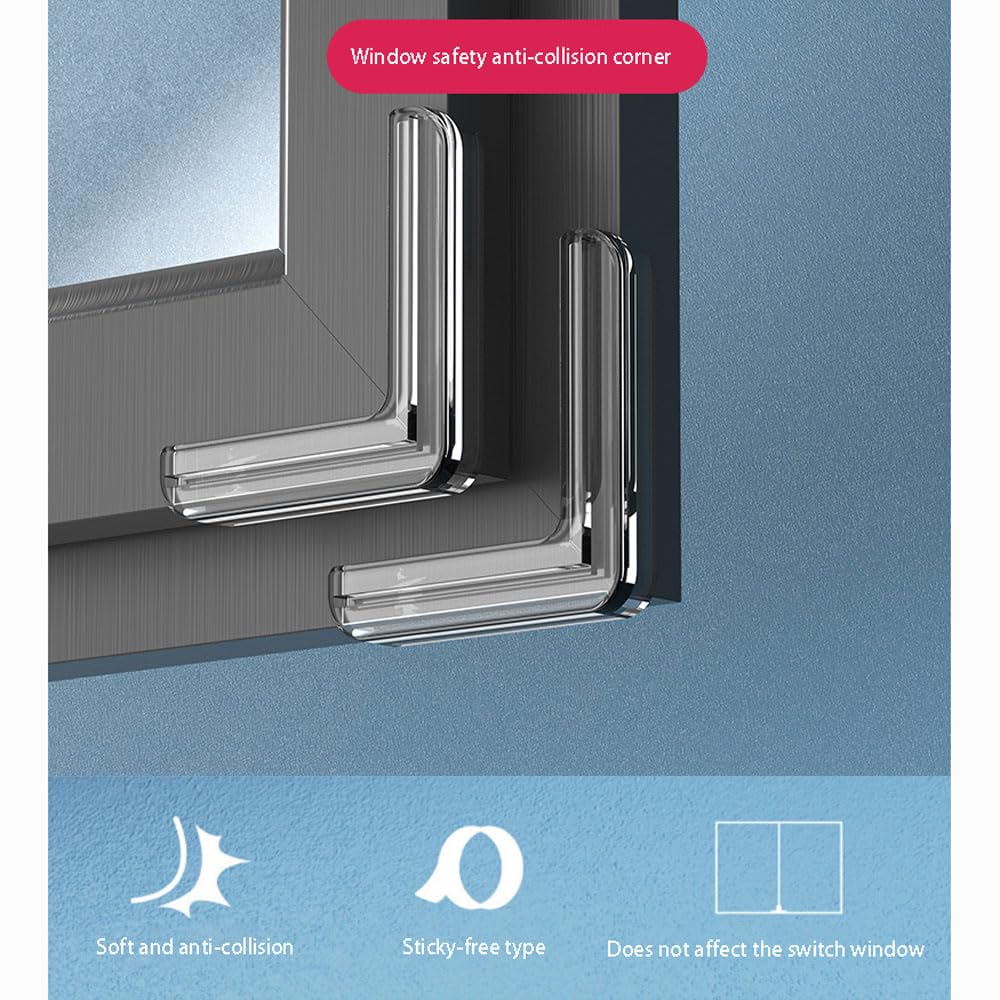 Window safety anti-collision corner
Soft and anti-collision
Sticky-free type
Does not affect the switch window